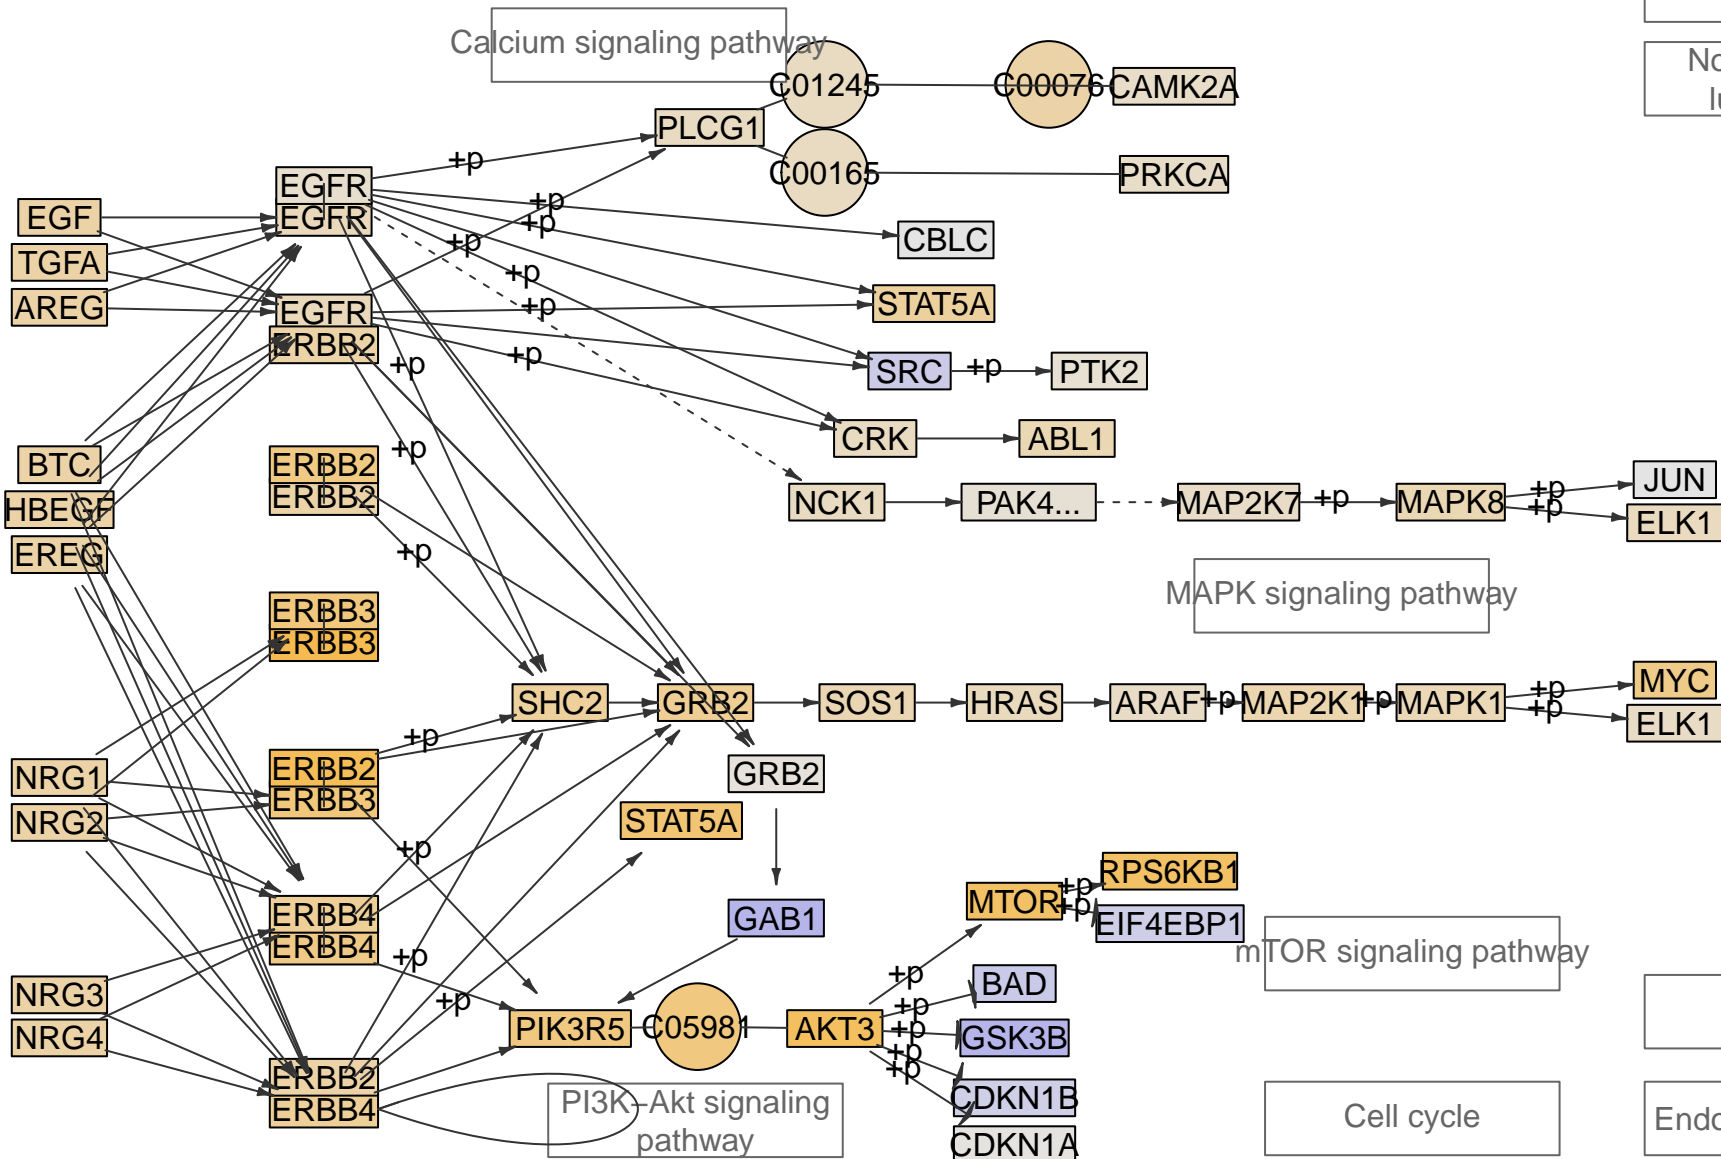 Calcium signaling pathway
C01245
C00076
CAMK2A
No
PLCG1
C00165
PRKCA
+p
EGFR
EGFR
EGF
+p
+p
CBLC
TGFA
+p
+p
AREG
EGFR
+p
STAT5A
ERBB2
+p
+p
SRC
+p
PTK2
CRK
ABL1
+p
BTC
ERBB2
ERBB2
HBEGF
NCK1
PAK4...
MAP2K7
+p
MAPK8
+p
+p
JUN
ELK1
EREG
+p
MAPK signaling pathway
ERBB3
ERBB3
SHC2
GRB2
SOS1
HRAS
ARAF
+p
MAP2K1
+p
MAPK1
+p
+p
MYC
ELK1
+p
NRG1
ERBB2
ERBB3
GRB2
NRG2
STAT5A
+p
ERBB4
ERBB4
GAB1
MTOR
+p
+p
RPS6KB1
EIF4EBP1
mTOR signaling pathway
+p
+p
BAD
NRG3
+p
+p
NRG4
PIK3R5
C05981
AKT3
+p
GSK3B
+p
+p
ERBB2
ERBB4
PI3K−Akt signaling
pathway
CDKN1B
CDKN1A
Cell cycle
Endo